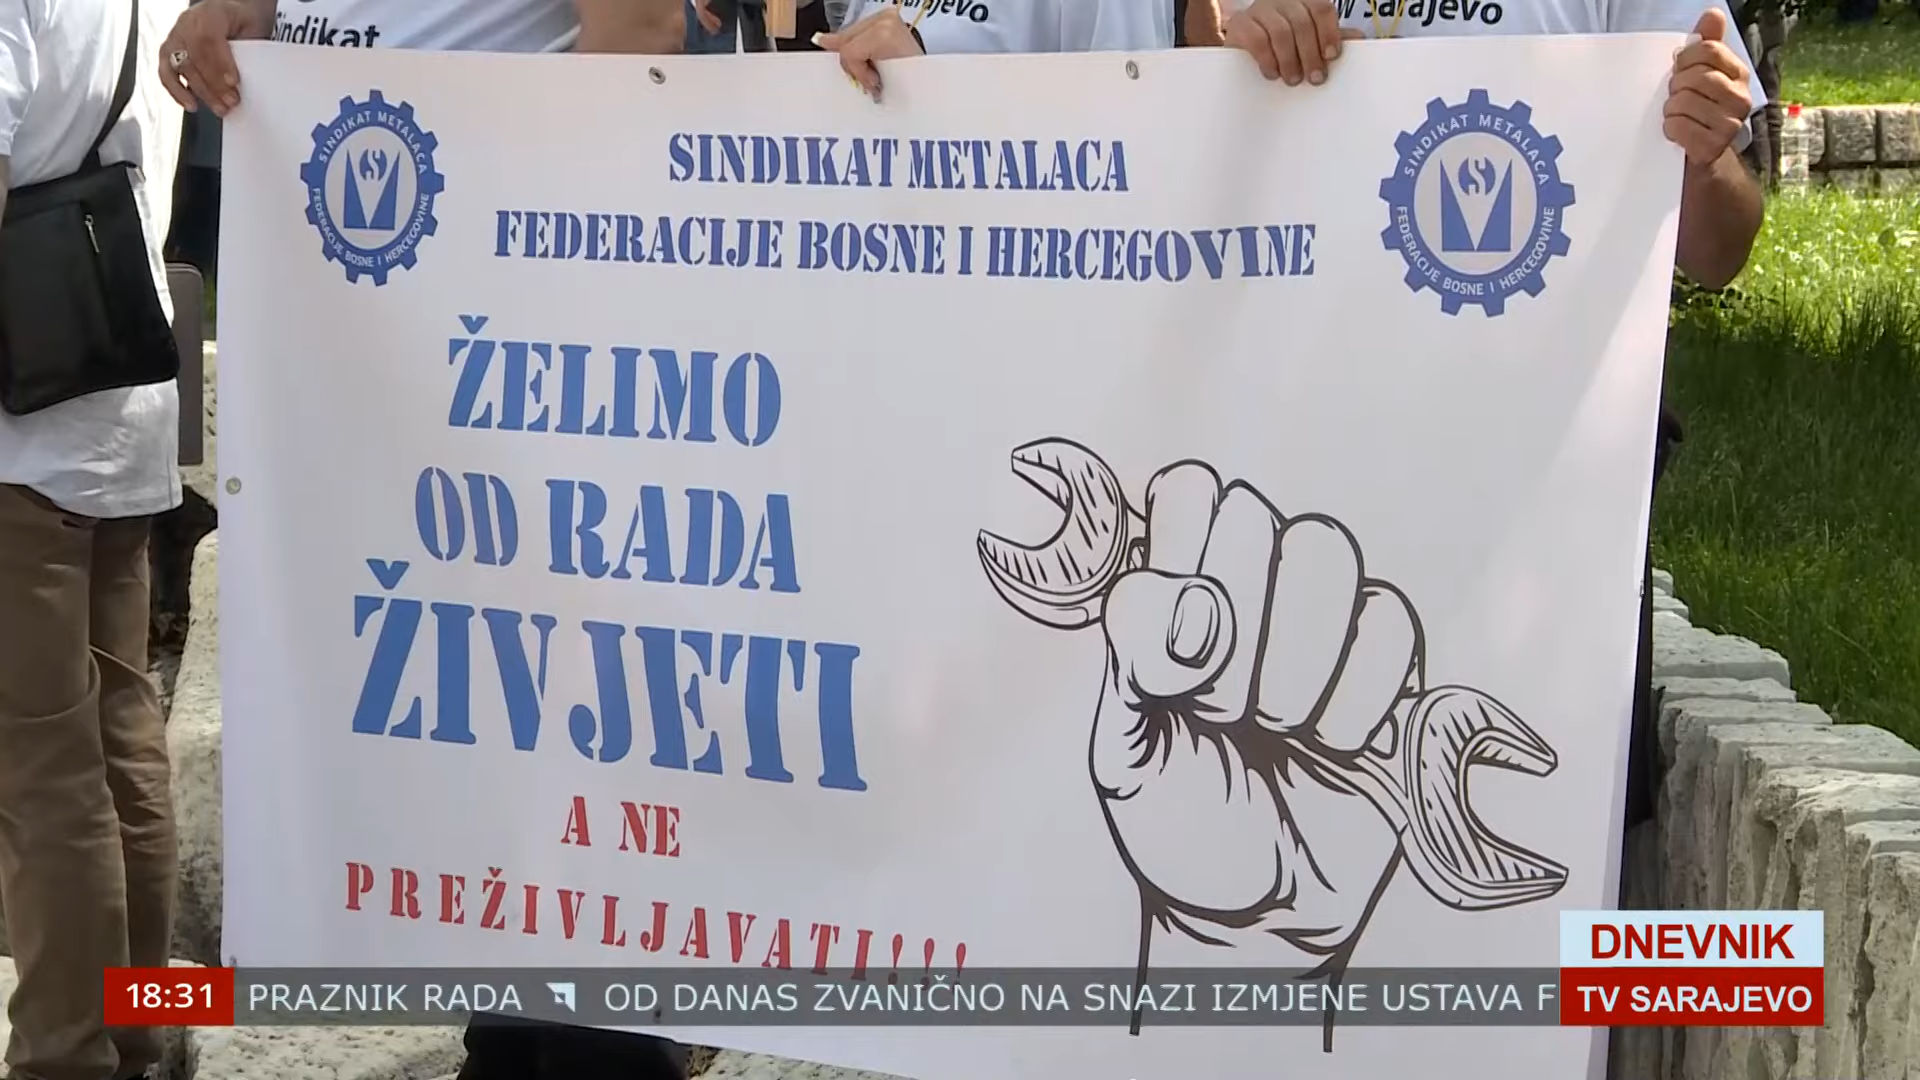 Sindikat
Sarajevo
W Sarajevo
SINDIKAT METALACA
FEDERACIJE BOSNE I HERCEGOVINE
SINDIKAT METALACA
FEDERACIJE BOSNE I HERCEGOVINE
SINDIKAT METALACA
FEDERACIJE BOSNE I HERCEGOVINE
ŽELIMO
OD RADA
ŽIVJETI
A NE
PREŽIVLJAVATI!!!
DNEVNIK
TV SARAJEVO
18:31 PRAZNIK RADA OD DANAS ZVANIČNO NA SNAZI IZMJENE USTAVA F